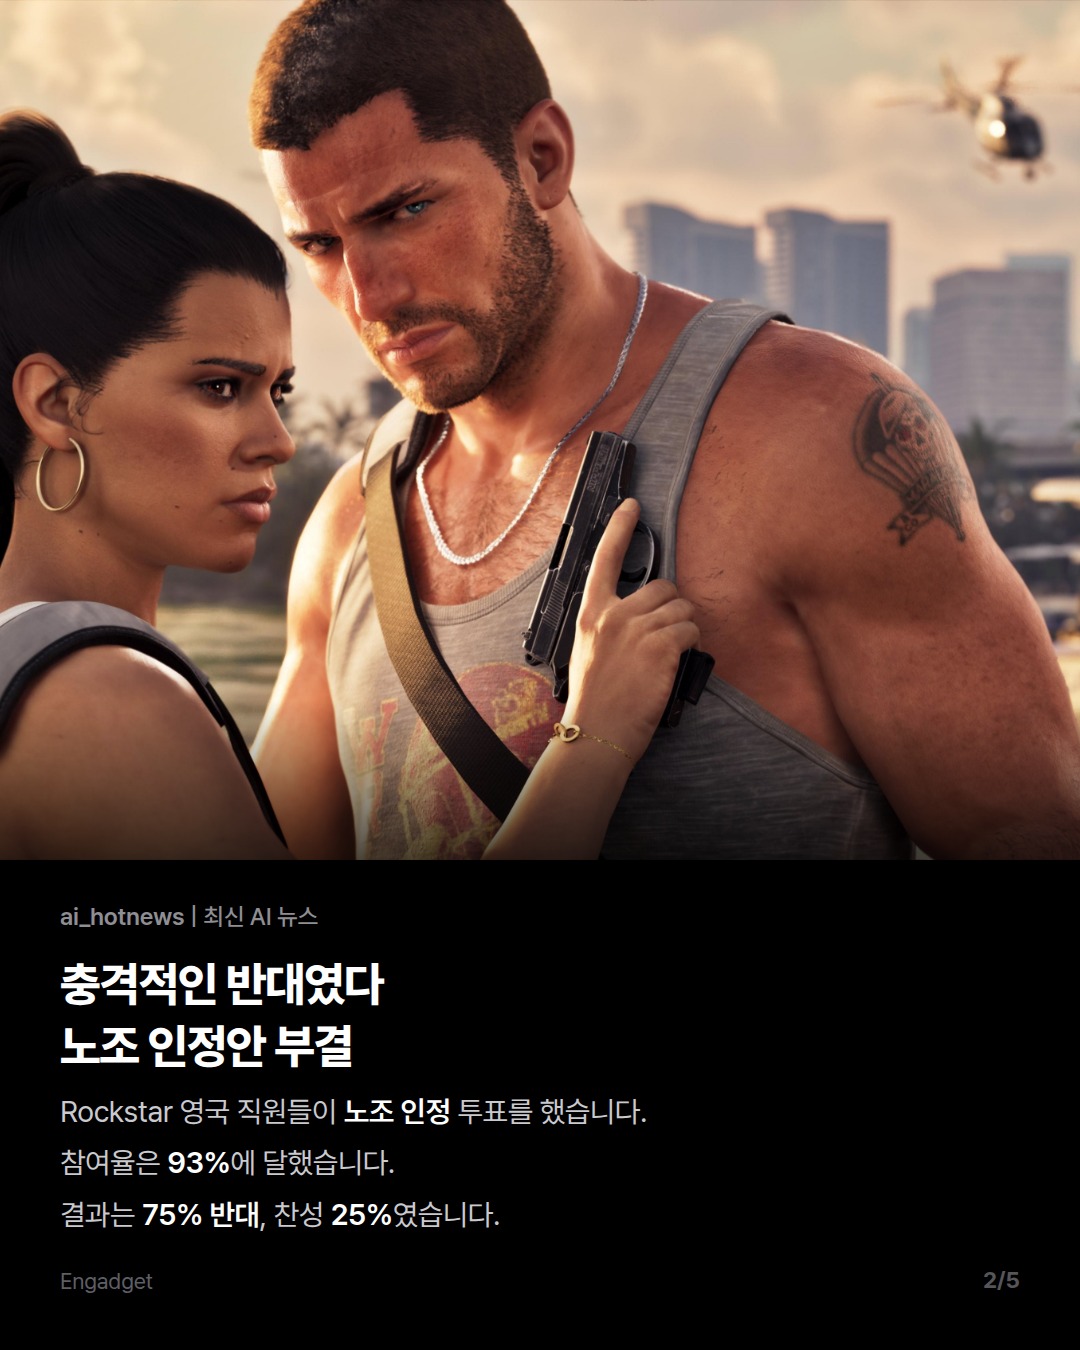 ai_hotnews | 최신 AI 뉴스
충격적인 반대였다
노조 인정안 부결
Rockstar 영국 직원들이 노조 인정 투표를 했습니다.
참여율은 93%에 달했습니다.
결과는 75% 반대, 찬성 25%였습니다.
Engadget
2/5